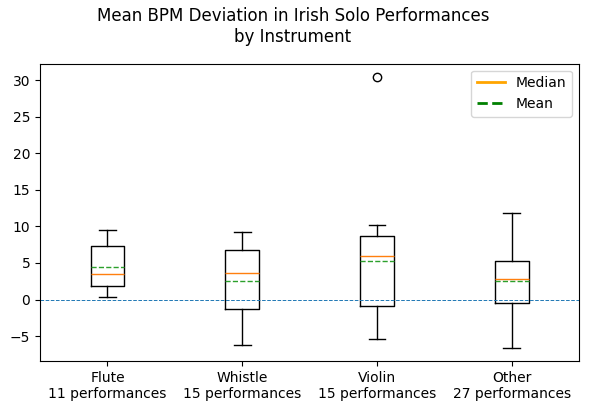 Mean BPM Deviation in Irish Solo Performances
by Instrument
30
25
20
15
10
5
0
−5
Median
Mean
Flute
11 performances
Whistle
15 performances
Violin
15 performances
Other
27 performances